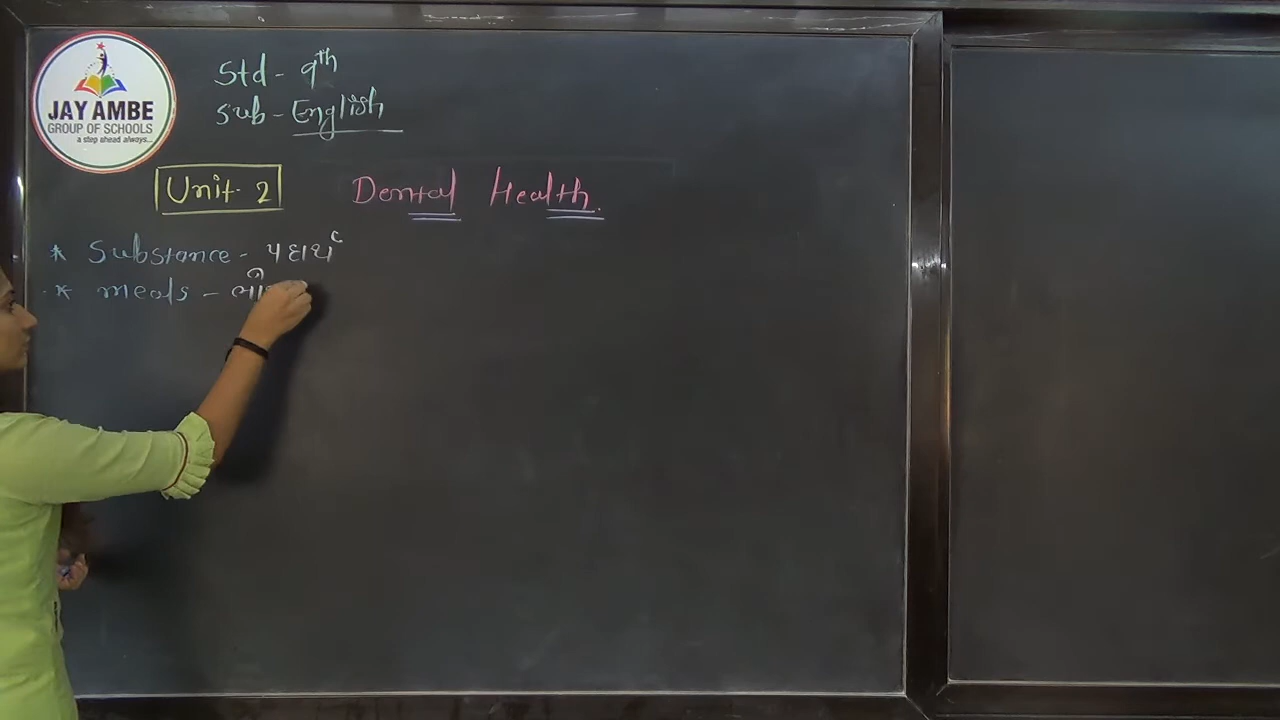 JAY AMBE
GROUP OF SCHOOLS
a step ahead always...
Std - 9th
Sub - English
Unit - 2 Dental Health.
* Substance - પદાર્થ
* meals -